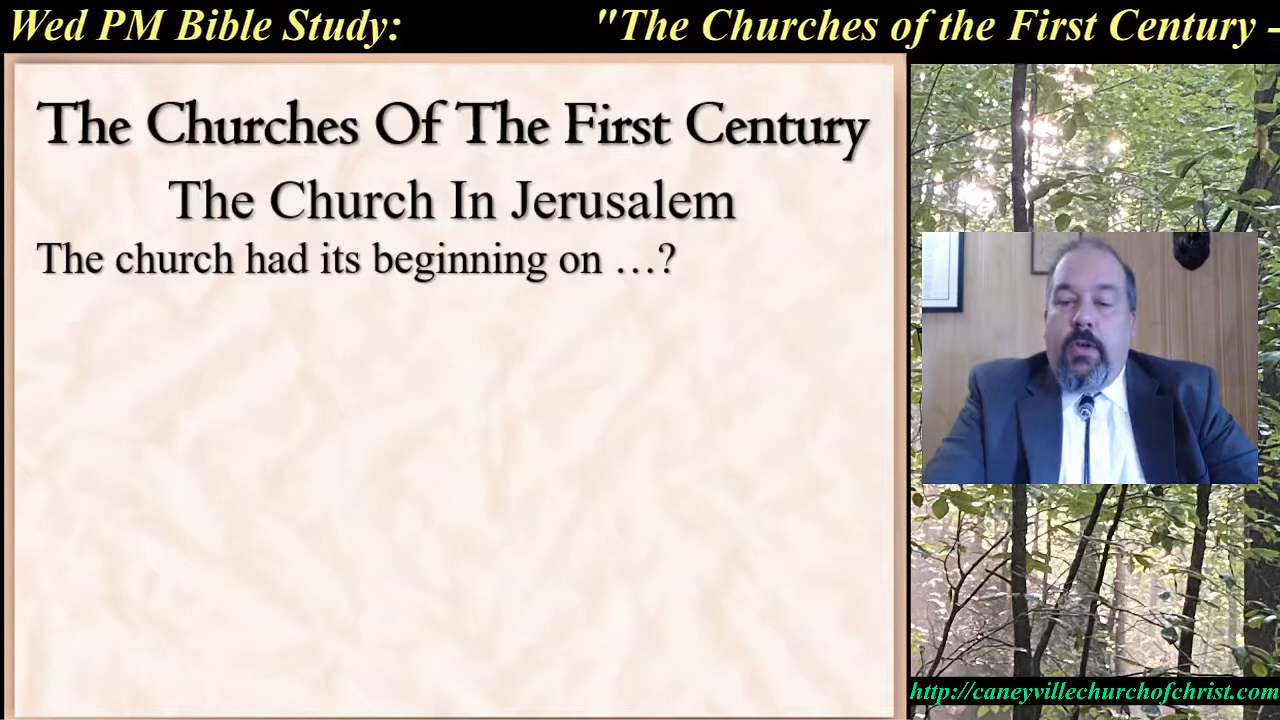 Wed PM Bible Study: "The Churches of the First Century -
The Churches Of The First Century
The Church In Jerusalem
The church had its beginning on …?
http://caneyvillechurchofchrist.com